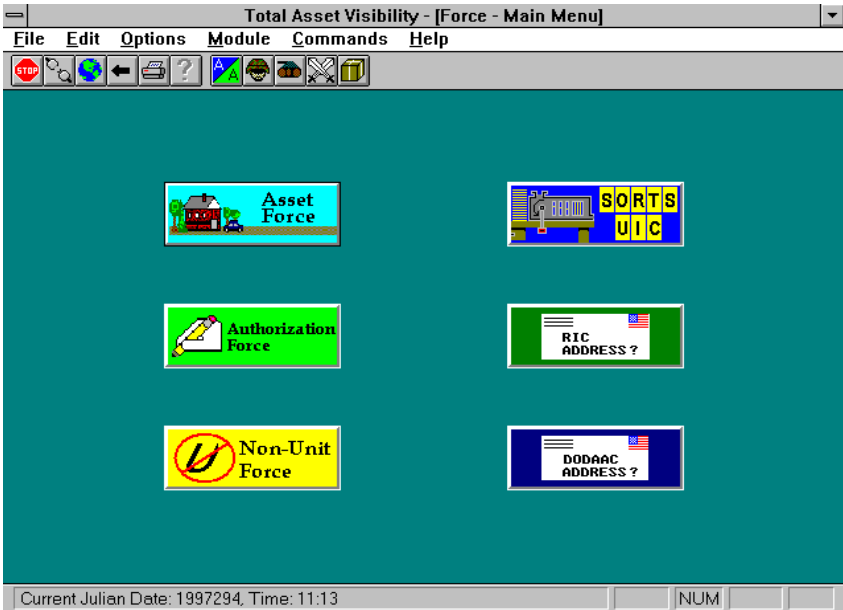 Total Asset Visibility - [Force - Main Menu]
File Edit Options Module Commands Help
STOP ? A A
Asset
Force
SORTS
UIC
Authorization
Force
RIC
ADDRESS?
Non-Unit
Force
DODAAC
ADDRESS?
Current Julian Date: 1997294, Time: 11:13 NUM